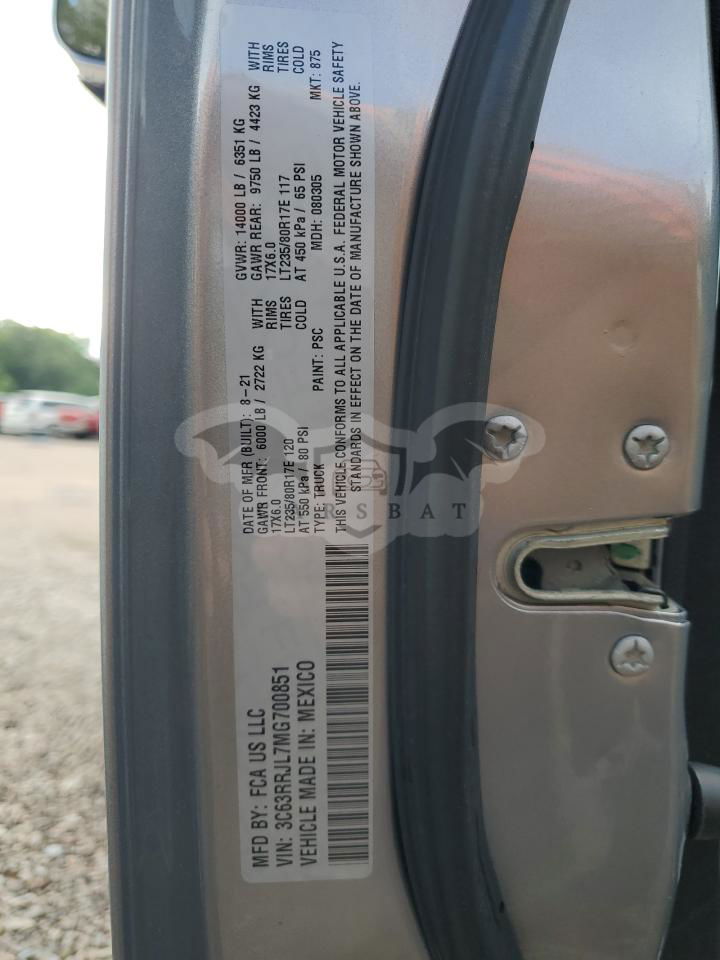 MFD BY: FCA US LLC
VIN: 3C63RRJL7MG700851
VEHICLE MADE IN: MEXICO
DATE OF MFR (BUILT): 8-21 GVWR: 14000 LB / 6351 KG
GAWR FRONT: 6000 LB / 2722 KG WITH GAWR REAR: 9750 LB / 4423 KG WITH
17X6.0 RIMS 17X6.0 RIMS
LT235/80R17E 120 TIRES LT235/80R17E 117 TIRES
AT 550 kPa / 80 PSI COLD AT 450 kPa / 65 PSI COLD
TYPE: TRUCK PAINT: PSC MDH: 080305 MKT: 875
THIS VEHICLE CONFORMS TO ALL APPLICABLE U.S.A. FEDERAL MOTOR VEHICLE SAFETY
STANDARDS IN EFFECT ON THE DATE OF MANUFACTURE SHOWN ABOVE.